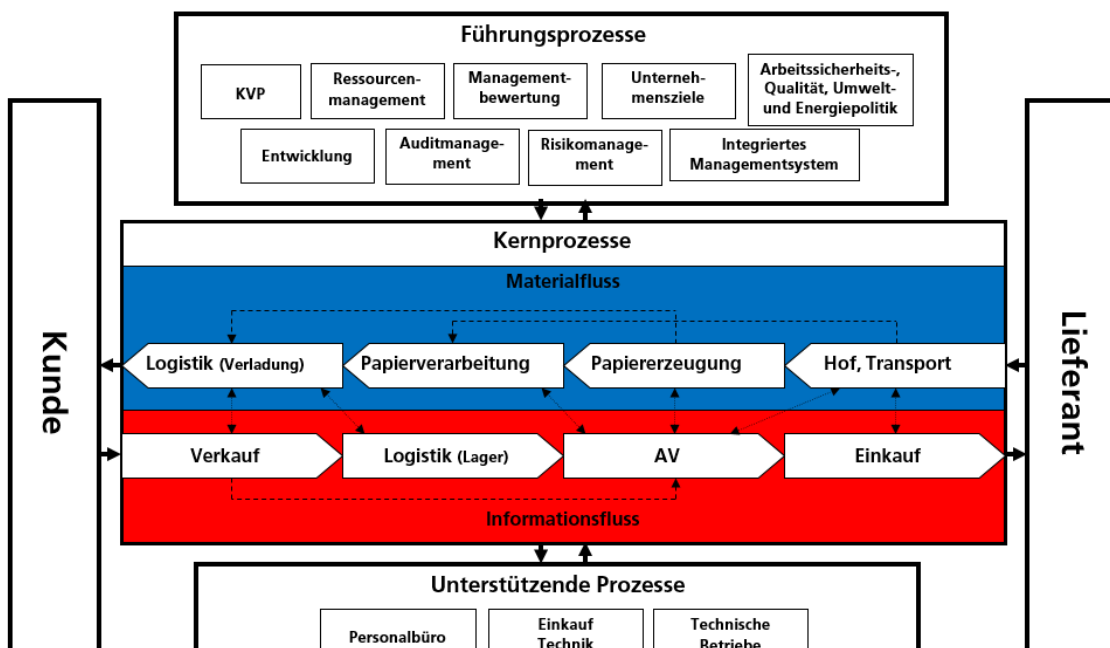 Führungsprozesse
KVP
Ressourcen-
management
Management-
bewertung
Unterneh-
mensziele
Arbeitssicherheits-,
Qualität, Umwelt-
und Energiepolitik
Entwicklung
Auditmanage-
ment
Risikomanage-
ment
Integriertes
Managementsystem
Kunde
Lieferant
Kernprozesse
Materialfluss
Logistik (Verladung)
Papierverarbeitung
Papiererzeugung
Hof, Transport
Verkauf
Logistik (Lager)
AV
Einkauf
Informationsfluss
Unterstützende Prozesse
Personalbüro
Einkauf
Technik
Technische
Betriebe